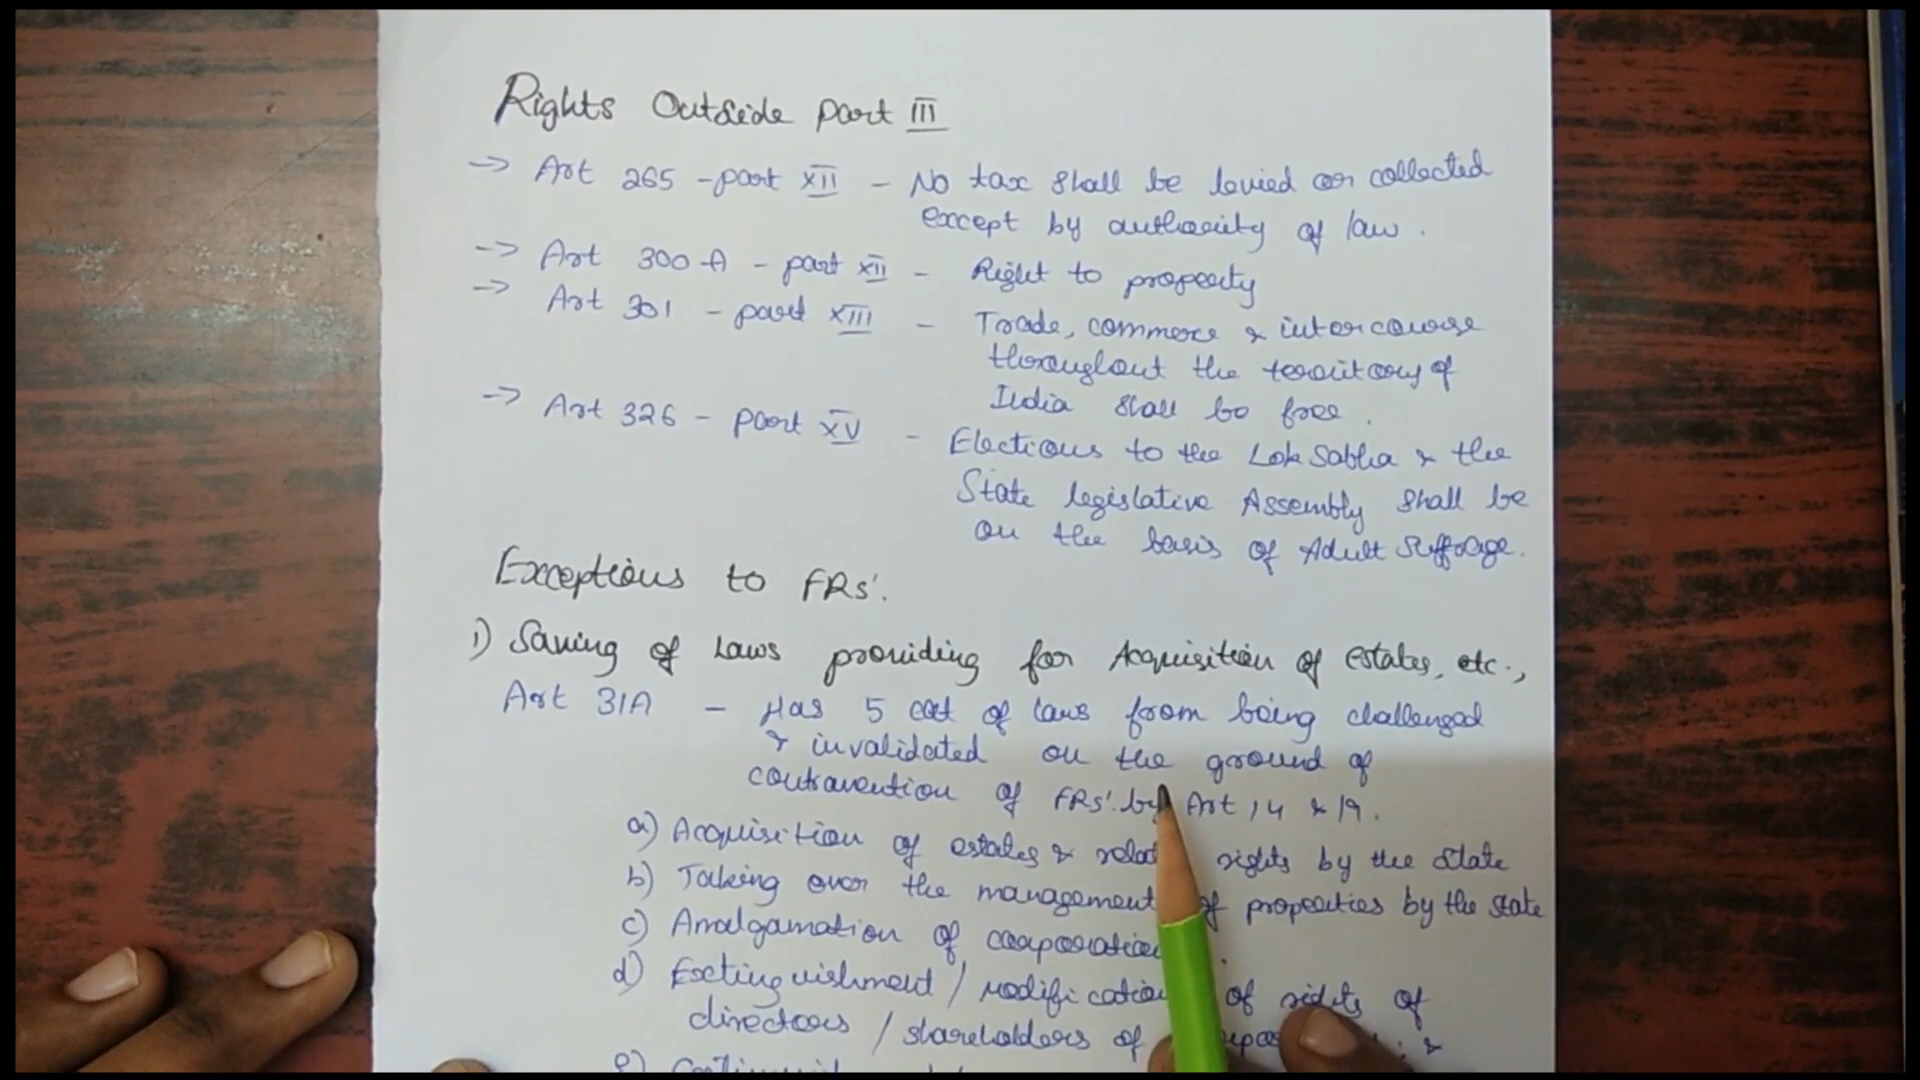 Rights Outside part III
→ Art 265 - part XII - No tax shall be levied or collected
except by authority of law.
→ Art 300 A - part XII - Right to property
→ Art 301 - part XIII - Trade, commerce & intercourse
throughout the territory of
India shall be free.
→ Art 326 - part XV - Elections to the Lok Sabha & the
State legislative Assembly shall be
on the basis of Adult Suffrage.
Exceptions to FRs'.
1) Saving of Laws providing for Acquisition of estates, etc.,
Art 31A - Has 5 cat of laws from being challenged
& invalidated on the ground of
contravention of FRs'. by Art 14 & 19.
a) Acquisition of estates & rights by the state
b) Taking over the management of properties by the state
c) Amalgamation of
d) Extinguishment / modification of rights of
directors / shareholders of &
e)